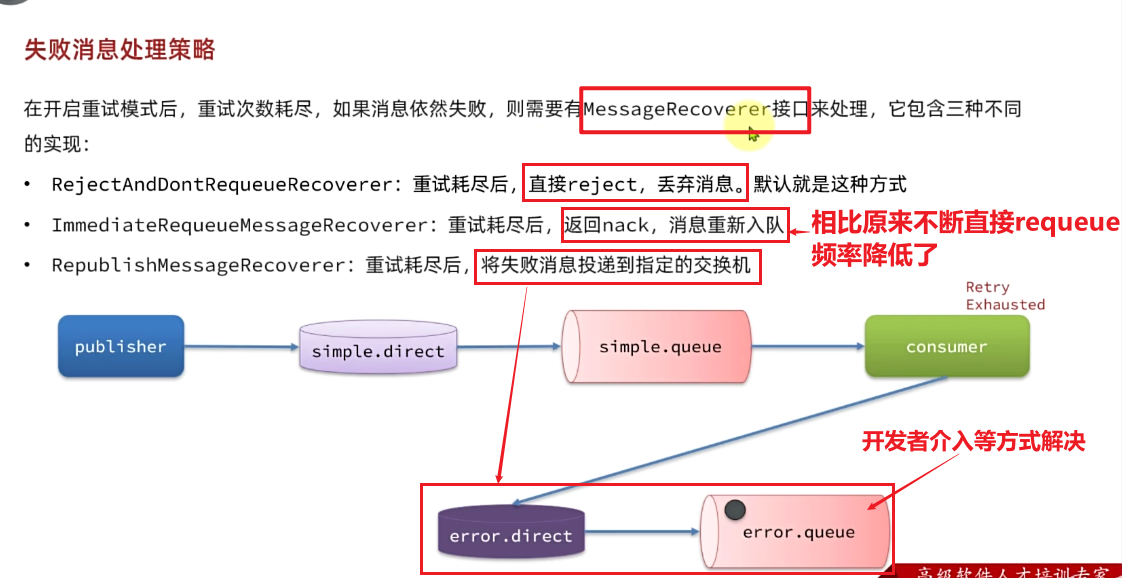 失败消息处理策略
在开启重试模式后，重试次数耗尽，如果消息依然失败，则需要有MessageRecoverer接口来处理，它包含三种不同
的实现：
• RejectAndDontRequeueRecoverer：重试耗尽后，直接reject，丢弃消息。默认就是这种方式
• ImmediateRequeueMessageRecoverer：重试耗尽后，返回nack，消息重新入队
相比原来不断直接requeue
频率降低了
• RepublishMessageRecoverer：重试耗尽后，将失败消息投递到指定的交换机
Retry
Exhausted
publisher
simple.direct
simple.queue
consumer
开发者介入等方式解决
error.direct
error.queue
高级软件人才培训专家